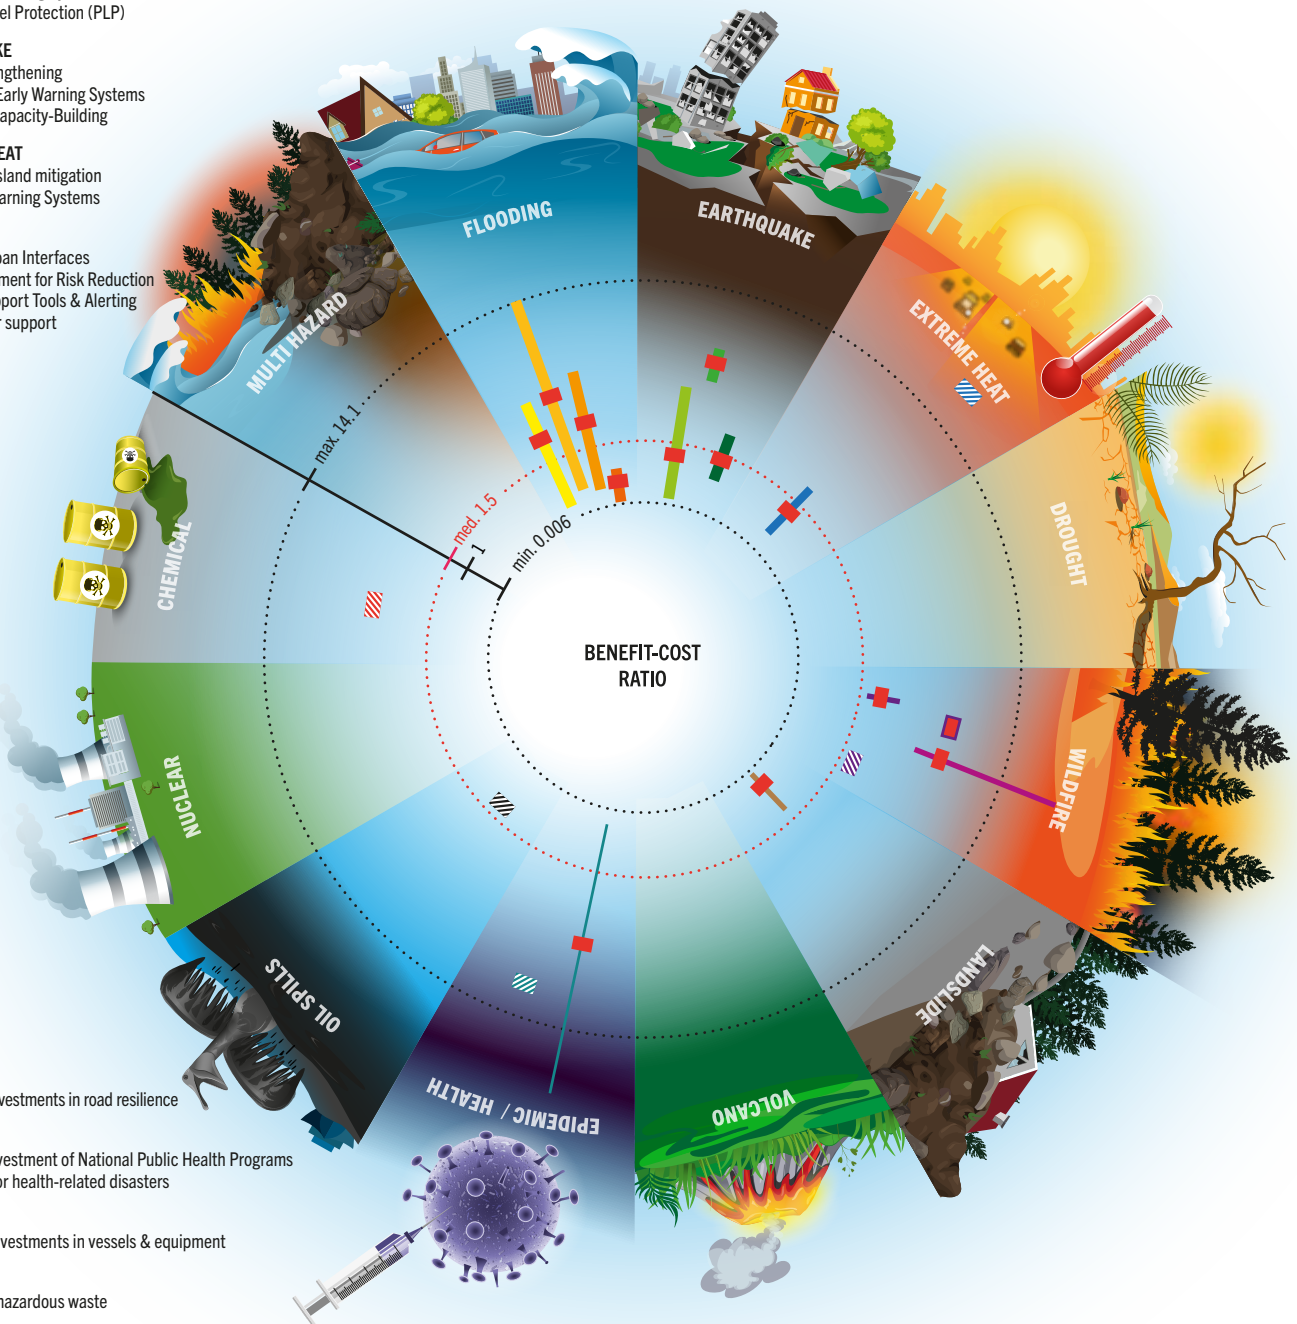 el Protection (PLP)
KE
ngthening
Early Warning Systems
apacity-Building
EAT
sland mitigation
arning Systems
ban Interfaces
ment for Risk Reduction
pport Tools & Alerting
r support
FLOODING
EARTHQUAKE
EXTREME HEAT
DROUGHT
WILDFIRE
LANDSLIDE
VOLCANO
EPIDEMIC / HEALTH
OIL SPILLS
NUCLEAR
CHEMICAL
MULTI HAZARD
max. 14.1
med. 1.5
1
min. 0.006
BENEFIT-COST
RATIO
vestments in road resilience
vestment of National Public Health Programs
or health-related disasters
vestments in vessels & equipment
hazardous waste